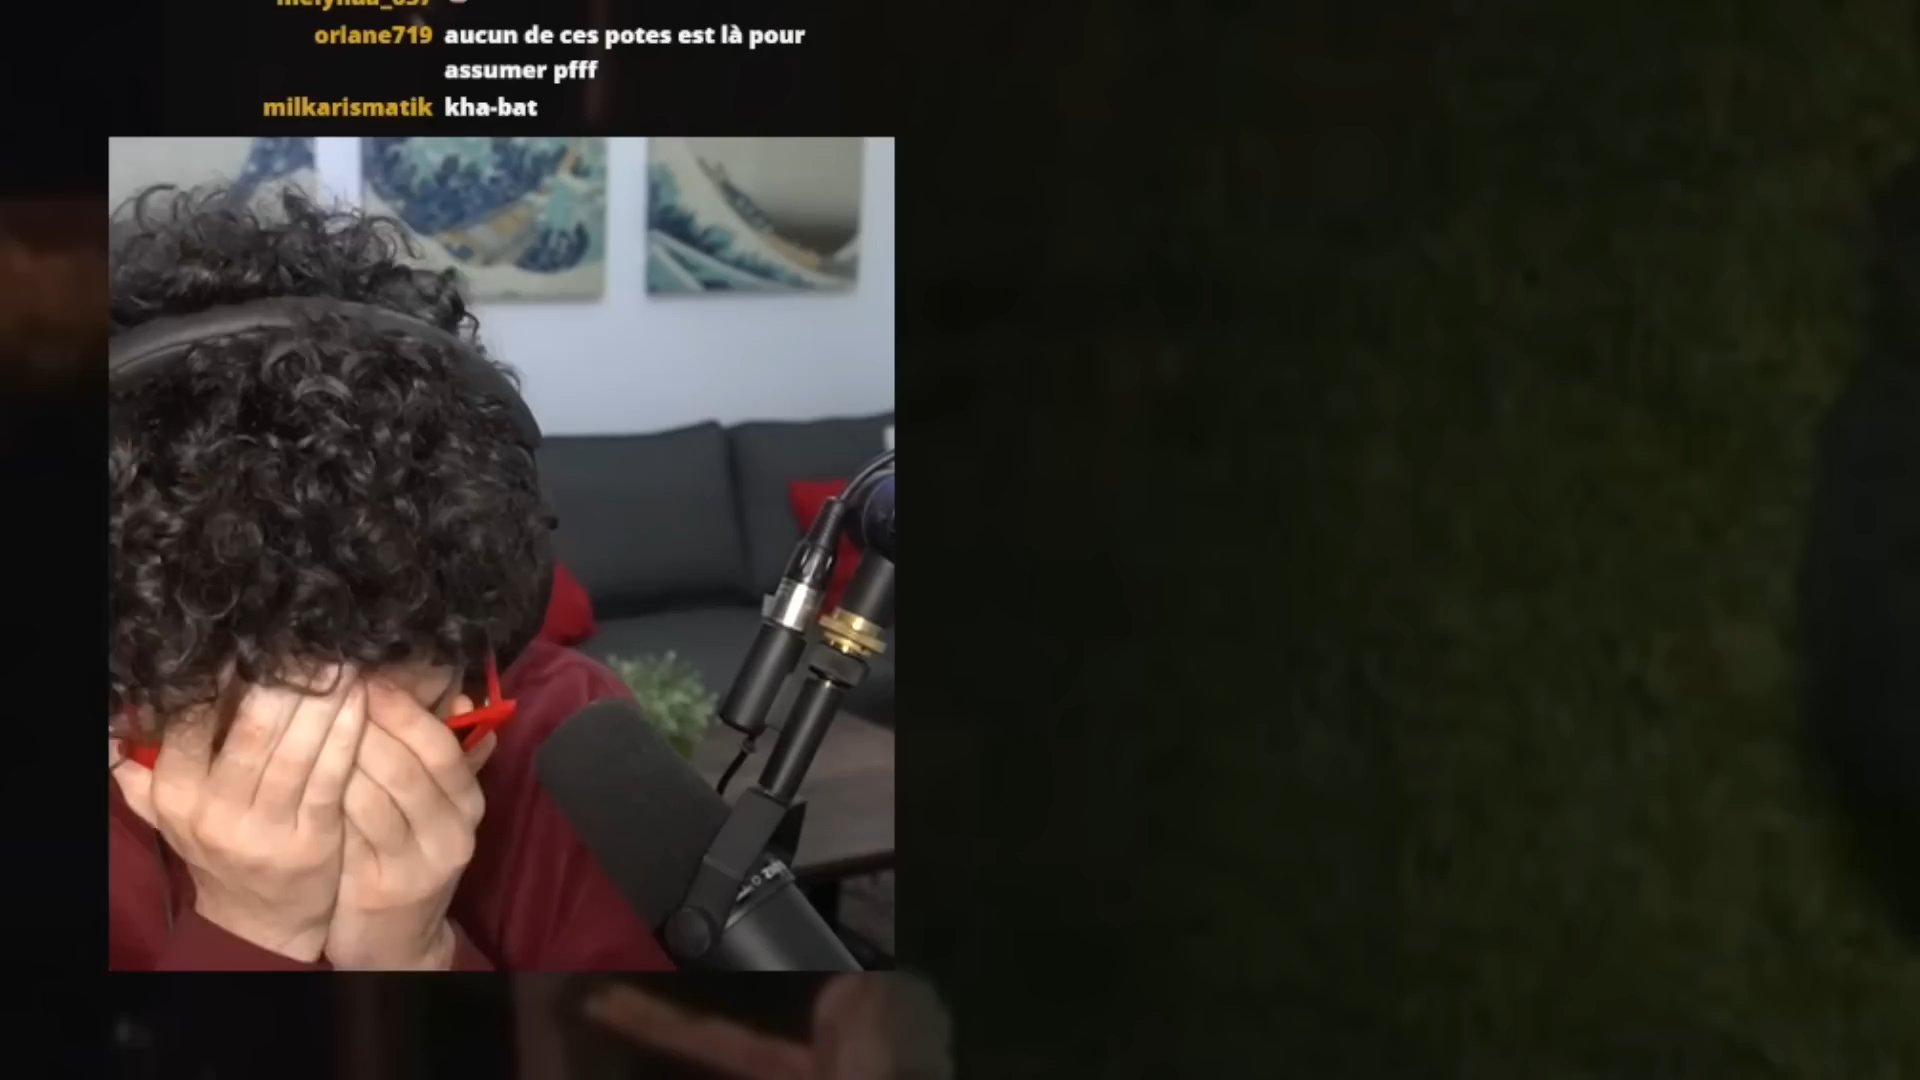 orlane719 aucun de ces potes est là pour
assumer pfff
milkarismatik kha-bat